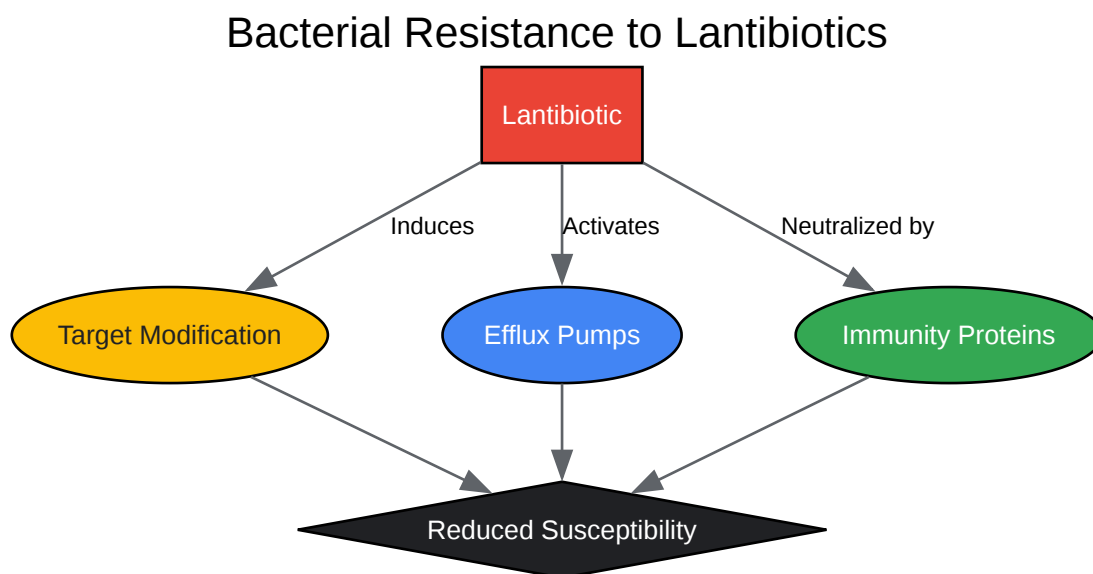 Bacterial Resistance to Lantibiotics
Lantibiotic
Induces
Activates
Neutralized by
Target Modification
Efflux Pumps
Immunity Proteins
Reduced Susceptibility